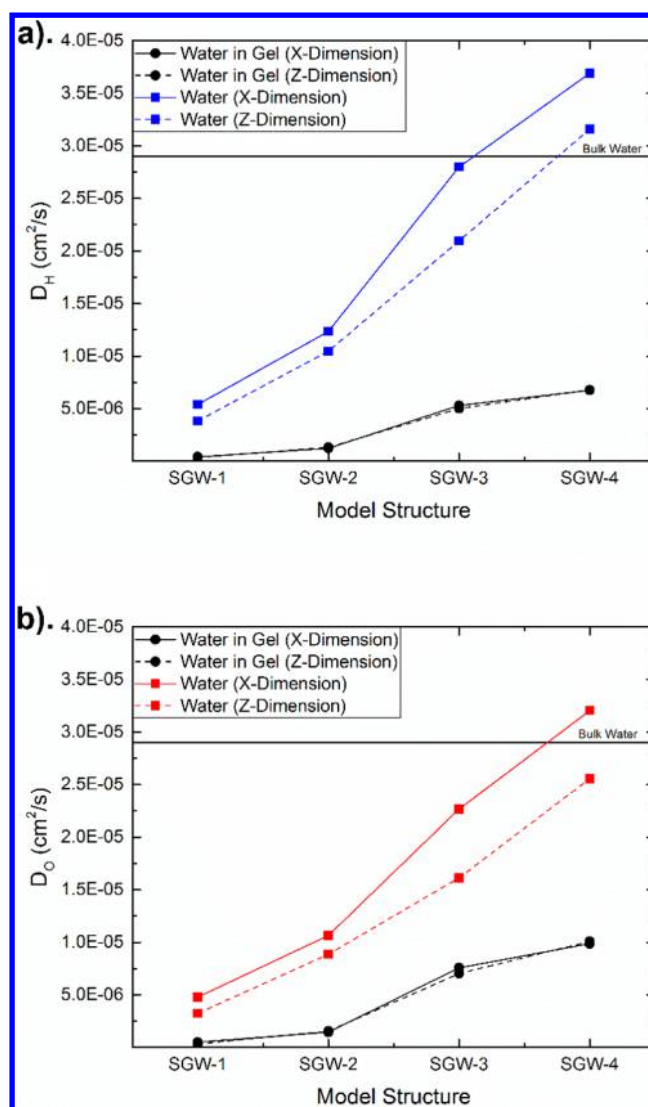 a).
4.0E-05
3.5E-05
3.0E-05
2.5E-05
2.0E-05
1.5E-05
1.0E-05
5.0E-06
Water in Gel (X-Dimension)
Water in Gel (Z-Dimension)
Water (X-Dimension)
Water (Z-Dimension)
Bulk Water
D_H (cm²/s)
SGW-1 SGW-2 SGW-3 SGW-4
Model Structure
b).
4.0E-05
3.5E-05
3.0E-05
2.5E-05
2.0E-05
1.5E-05
1.0E-05
5.0E-06
Water in Gel (X-Dimension)
Water in Gel (Z-Dimension)
Water (X-Dimension)
Water (Z-Dimension)
Bulk Water
D_O (cm²/s)
SGW-1 SGW-2 SGW-3 SGW-4
Model Structure